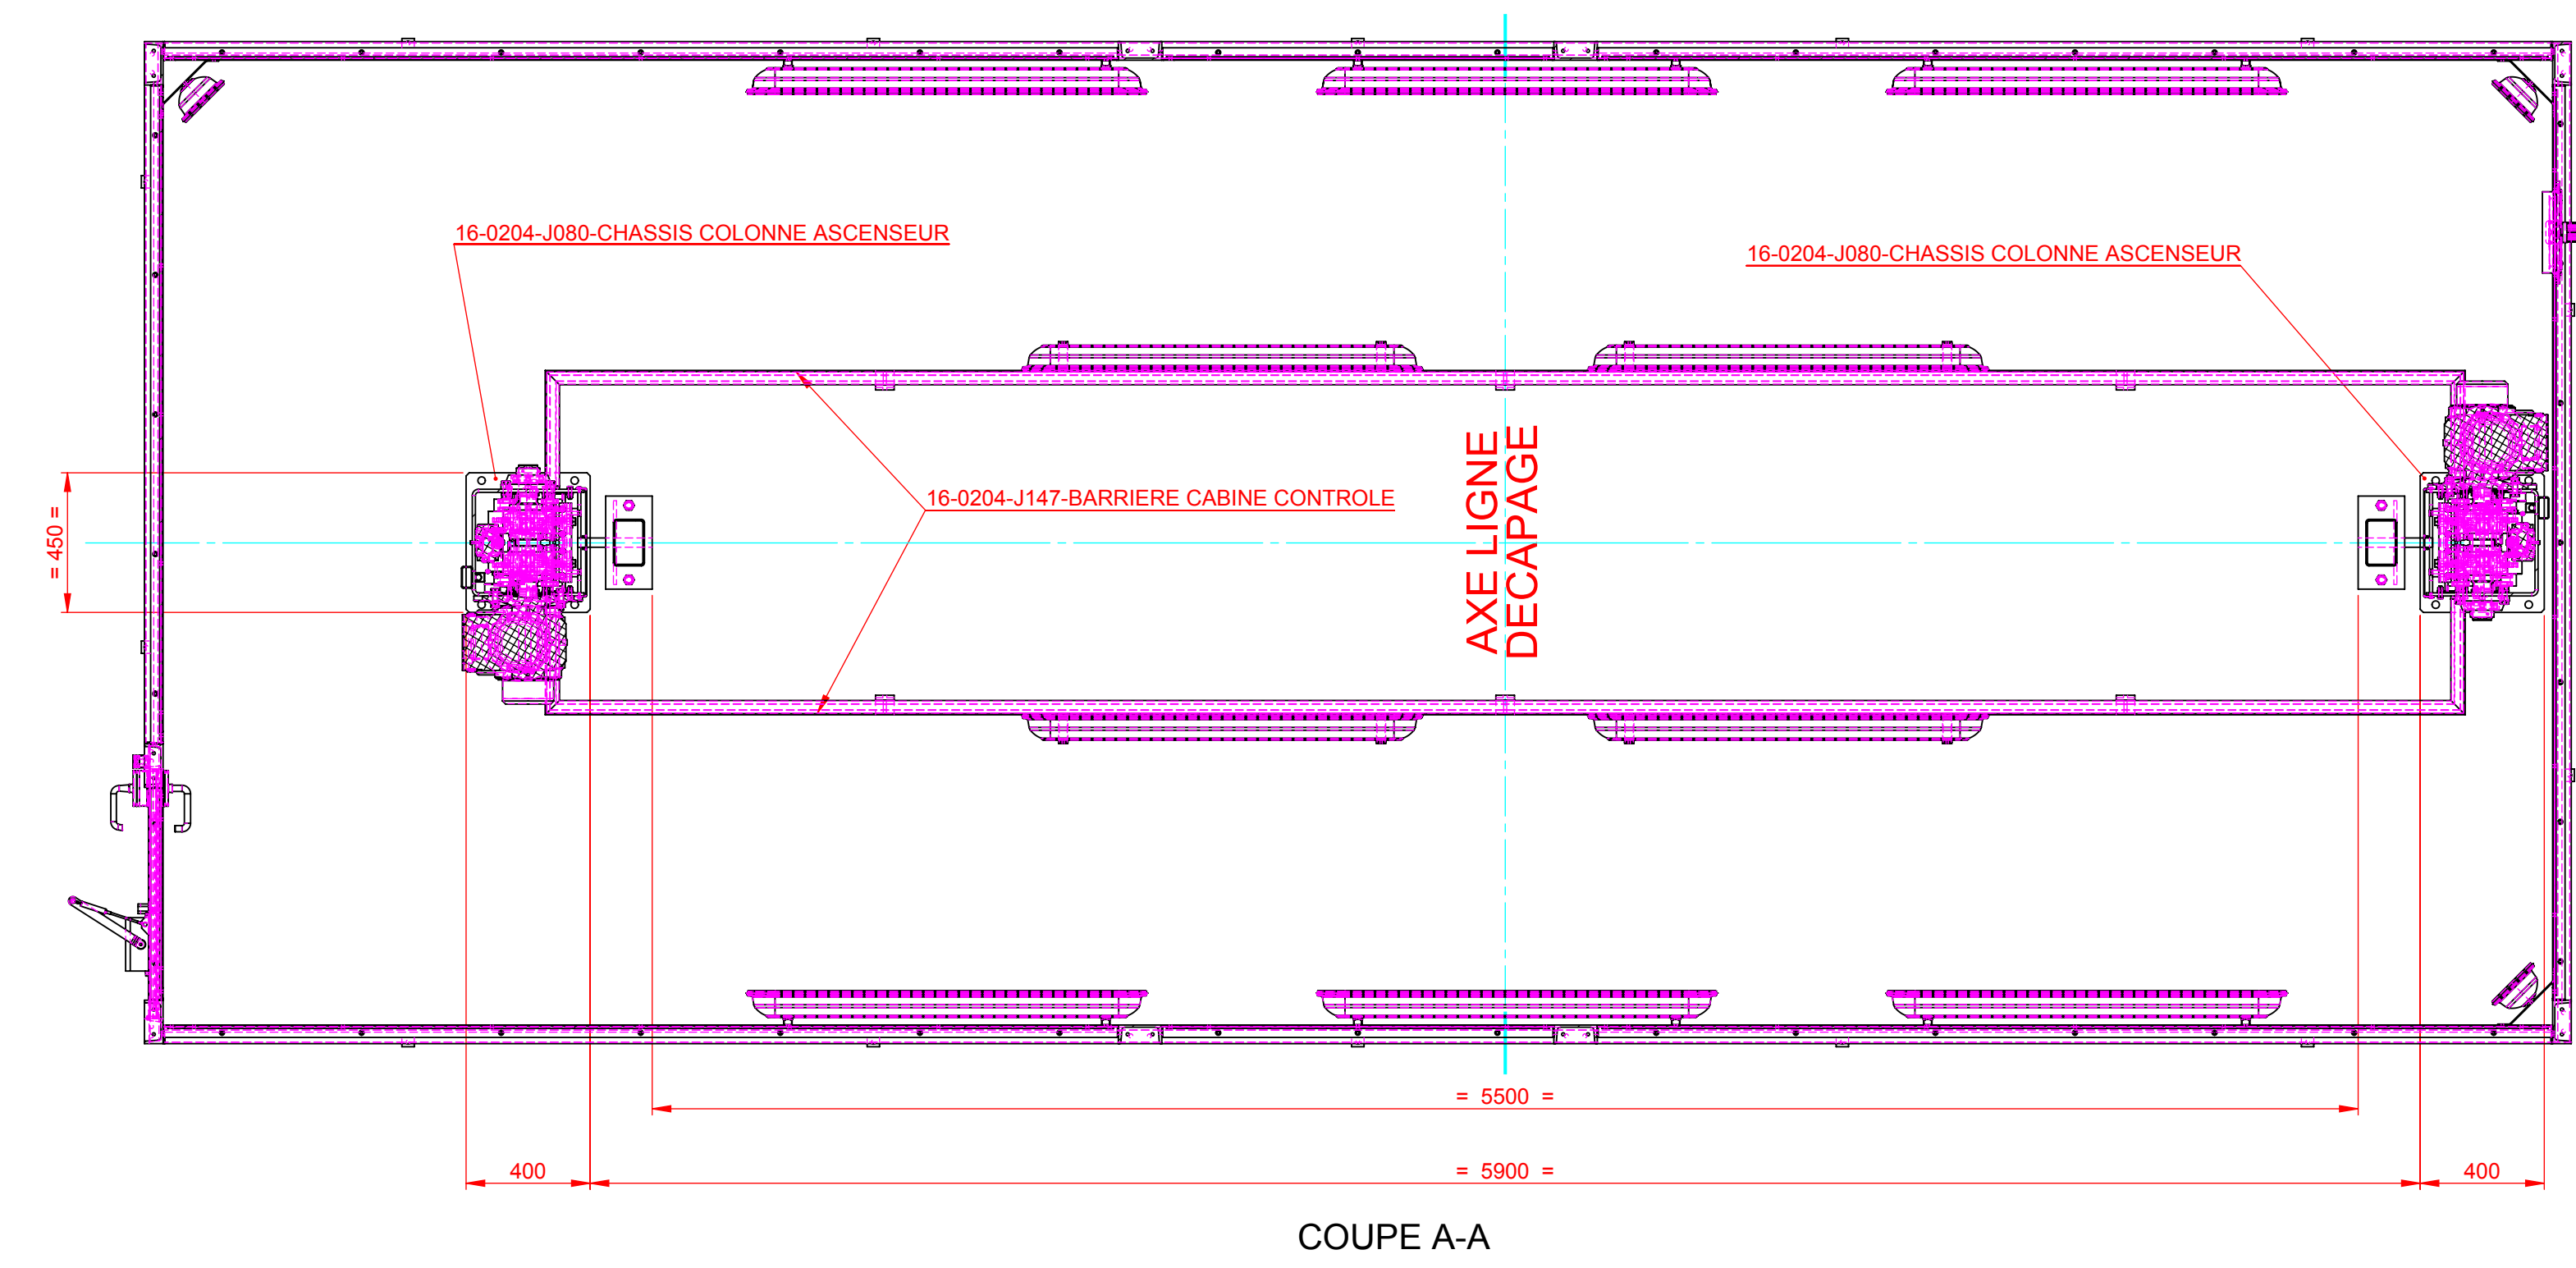 16-0204-J080-CHASSIS COLONNE ASCENSEUR
16-0204-J080-CHASSIS COLONNE ASCENSEUR
AXE LIGNE
DECAPAGE
16-0204-J147-BARRIERE CABINE CONTROLE
= 450 =
= 5500 =
400
= 5900 =
400
COUPE A-A